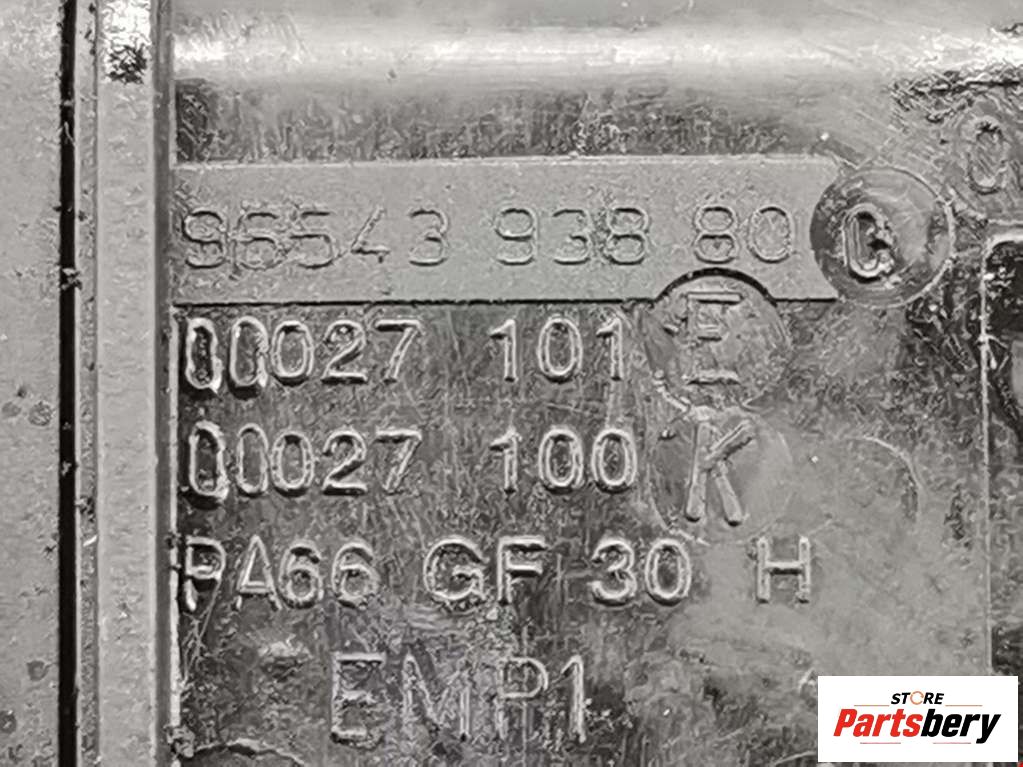 96543 938 80 G
00027 101 E
00027 100 K
PA66 GF 30 H
EMP1
STORE
Partsbery